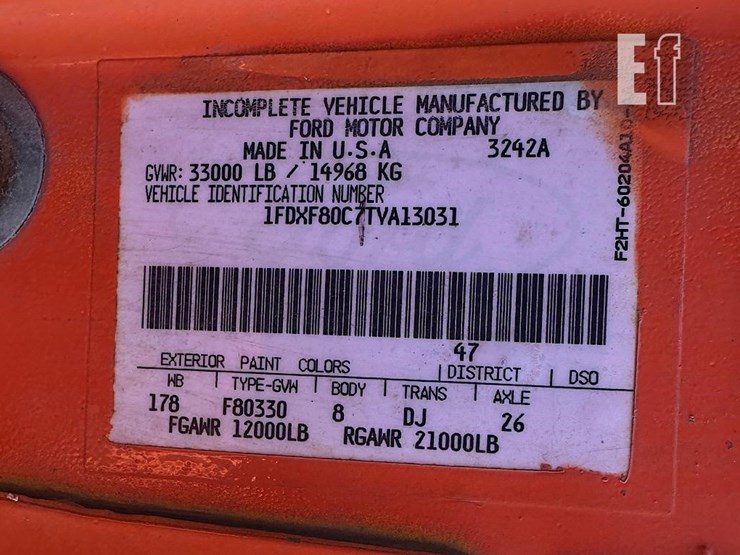 Ef
INCOMPLETE VEHICLE MANUFACTURED BY
FORD MOTOR COMPANY
MADE IN U.S.A 3242A
GVWR: 33000 LB / 14968 KG
VEHICLE IDENTIFICATION NUMBER
1FDXF80C7TVA13031
47
EXTERIOR PAINT COLORS DISTRICT DSO
WB TYPE-GVW BODY TRANS AXLE
178 F80330 8 DJ 26
FGAWR 12000LB RGAWR 21000LB